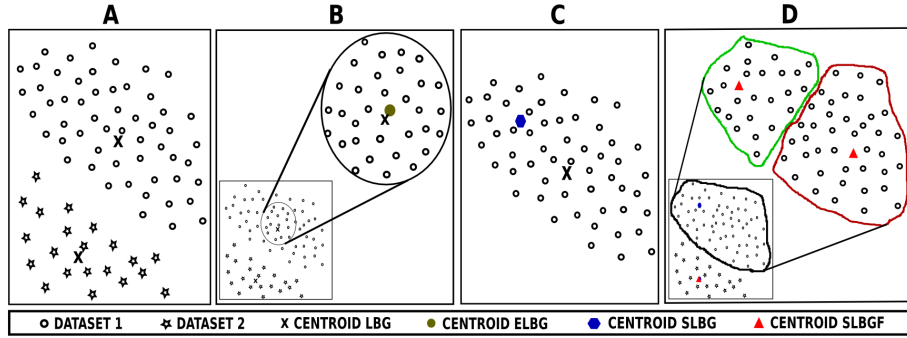 A B C D
X
X
X
X
O DATASET 1 ☆ DATASET 2 X CENTROID LBG ● CENTROID ELBG ⬢ CENTROID SLBG ▲ CENTROID SLBGF